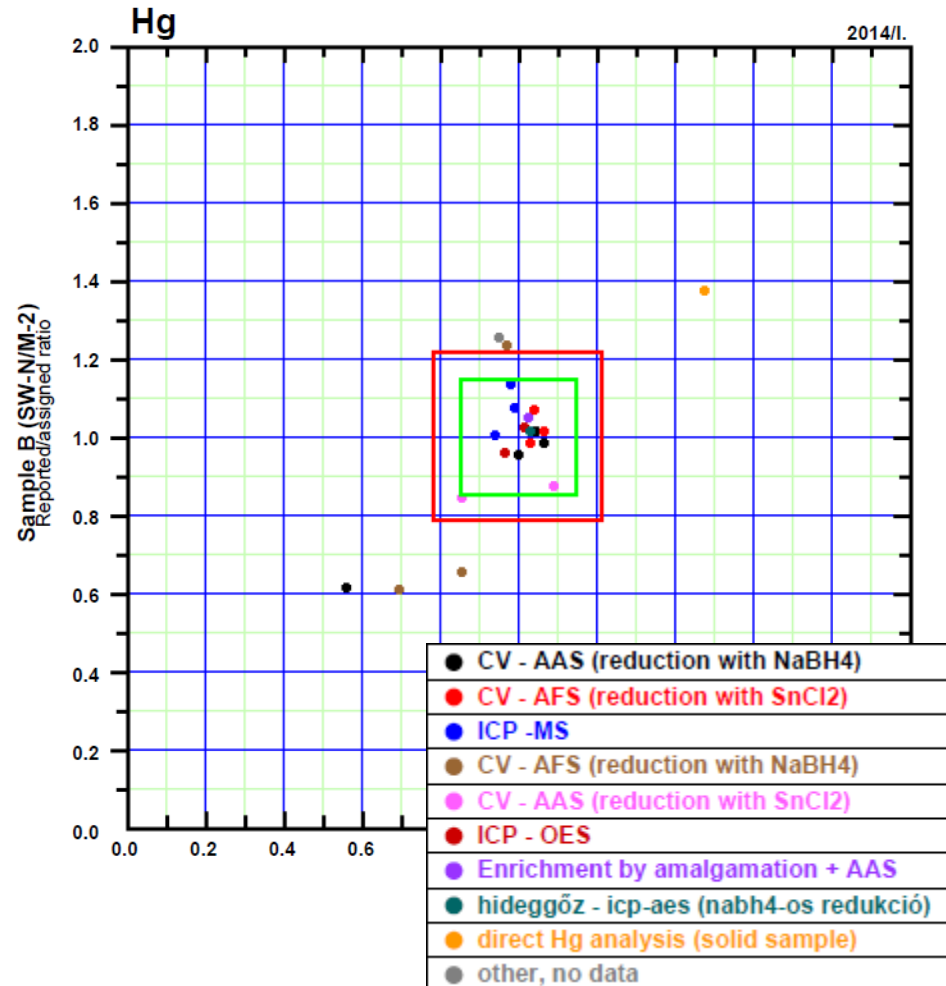 Hg
2014/I.
2.0
1.8
1.6
1.4
1.2
1.0
0.8
0.6
0.4
0.2
0.0
Sample B (SW-N/M-2)
Reported/assigned ratio
0.0 0.2 0.4 0.6
CV - AAS (reduction with NaBH4)
CV - AFS (reduction with SnCl2)
ICP -MS
CV - AFS (reduction with NaBH4)
CV - AAS (reduction with SnCl2)
ICP - OES
Enrichment by amalgamation + AAS
hideggőz - icp-aes (nabh4-os redukció)
direct Hg analysis (solid sample)
other, no data